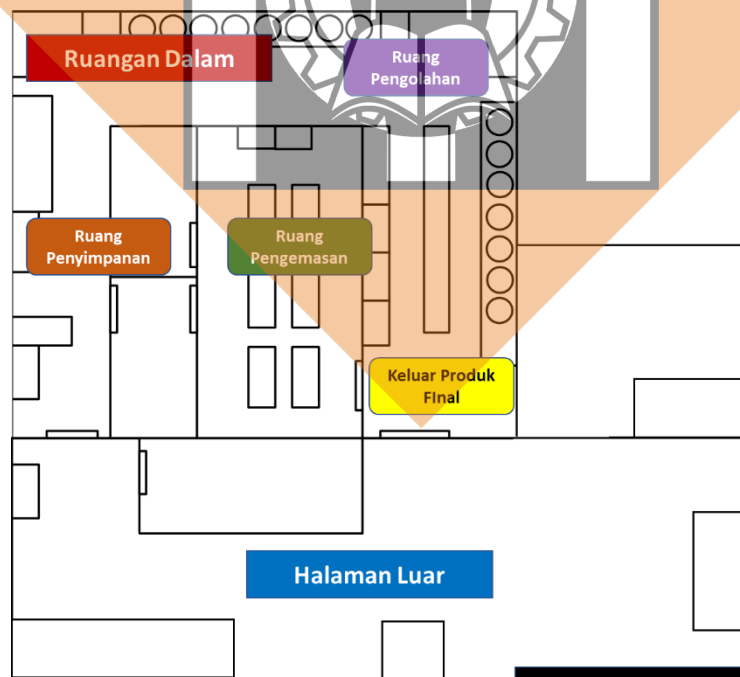 Ruangan Dalam
Ruang
Pengolahan
Ruang
Penyimpanan
Ruang
Pengemasan
Keluar Produk
FInal
Halaman Luar